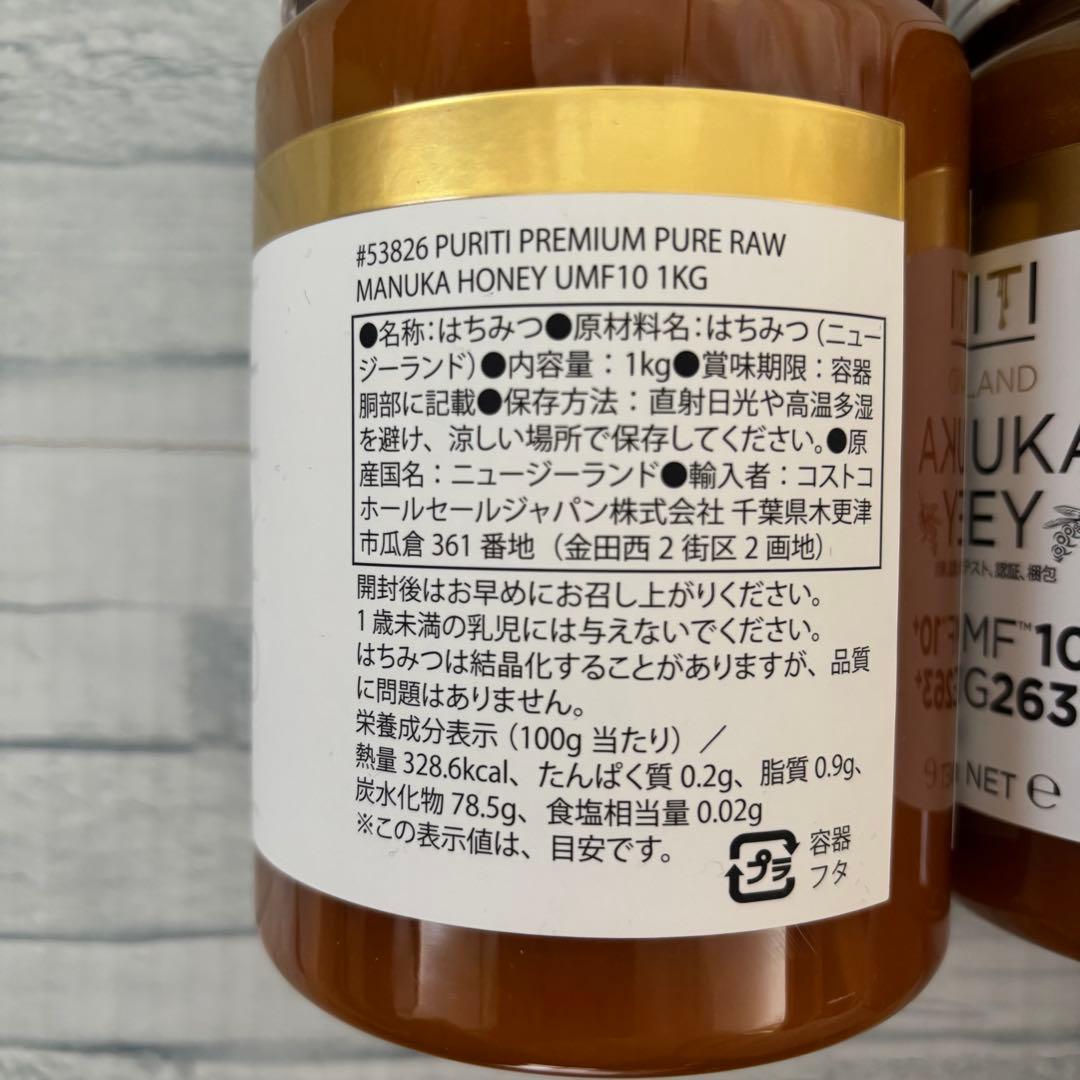 #53826 PURITI PREMIUM PURE RAW
MANUKA HONEY UMF10 1KG
●名称：はちみつ●原材料名：はちみつ（ニュー
ジーランド）●内容量：1kg●賞味期限：容器
胴部に記載●保存方法：直射日光や高温多湿
を避け、涼しい場所で保存してください。●原
産国名：ニュージーランド●輸入者：コストコ
ホールセールジャパン株式会社 千葉県木更津
市瓜倉 361 番地（金田西 2 街区 2 画地）
開封後はお早めにお召し上がりください。
1 歳未満の乳児には与えないでください。
はちみつは結晶化することがありますが、品質
に問題はありません。
栄養成分表示（100g 当たり）／
熱量 328.6kcal、たんぱく質 0.2g、脂質 0.9g、
炭水化物 78.5g、食塩相当量 0.02g
※この表示値は、目安です。
プラ
容器
フタ
ITI
LAND
UKA
EY
テスト、認証、梱包
MF™ 10
G263
NET e